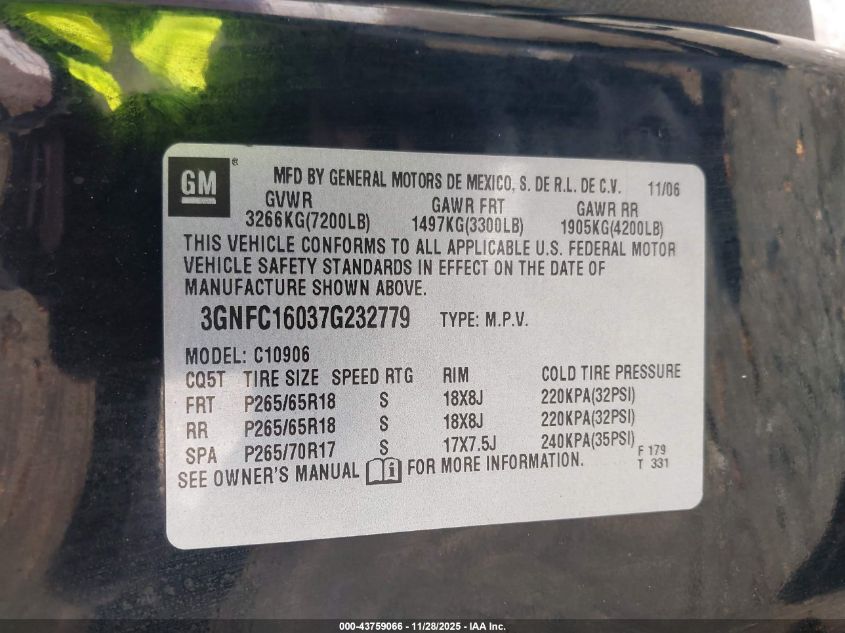 GM ®
MFD BY GENERAL MOTORS DE MEXICO, S. DE R.L. DE C.V. 11/06
GVWR GAWR FRT GAWR RR
3266KG(7200LB) 1497KG(3300LB) 1905KG(4200LB)
THIS VEHICLE CONFORMS TO ALL APPLICABLE U.S. FEDERAL MOTOR
VEHICLE SAFETY STANDARDS IN EFFECT ON THE DATE OF
MANUFACTURE SHOWN ABOVE.
3GNFC16037G232779 TYPE: M.P.V.
MODEL: C10906
CQ5T TIRE SIZE SPEED RTG RIM COLD TIRE PRESSURE
FRT P265/65R18 S 18X8J 220KPA(32PSI)
RR P265/65R18 S 18X8J 220KPA(32PSI)
SPA P265/70R17 S 17X7.5J 240KPA(35PSI)
SEE OWNER'S MANUAL i FOR MORE INFORMATION.
F 179
T 331
000-43759066 - 11/28/2025 - IAA Inc.